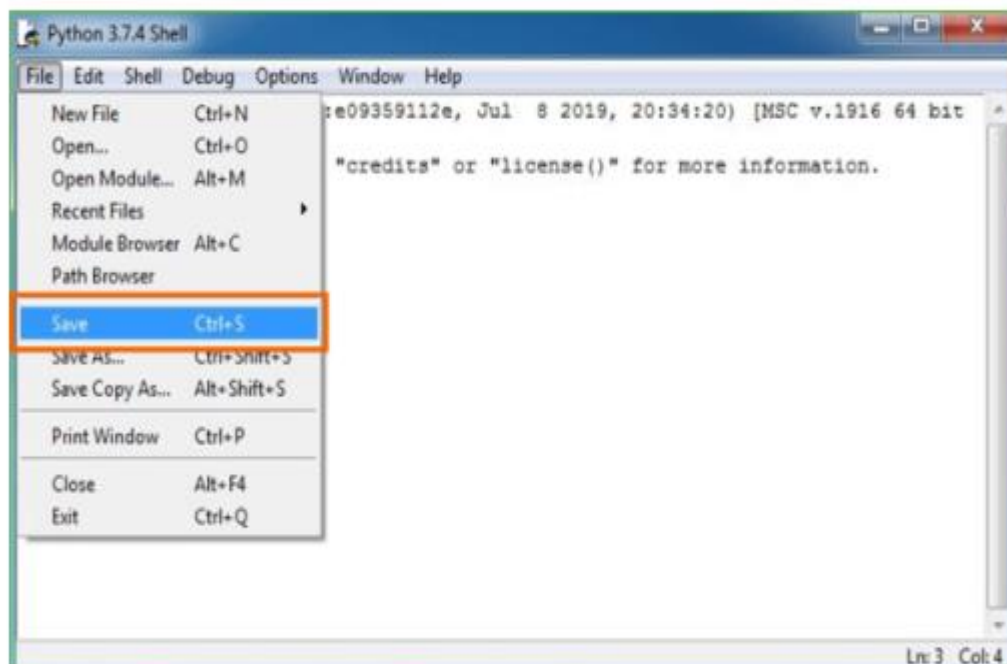 Python 3.7.4 Shell
File Edit Shell Debug Options Window Help
New File Ctrl+N
:e09359112e, Jul 8 2019, 20:34:20) [MSC v.1916 64 bit
Open... Ctrl+O
"credits" or "license()" for more information.
Open Module... Alt+M
Recent Files
Module Browser Alt+C
Path Browser
Save Ctrl+S
Save As... Ctrl+Shift+S
Save Copy As... Alt+Shift+S
Print Window Ctrl+P
Close Alt+F4
Exit Ctrl+Q
Ln: 3 Col: 4